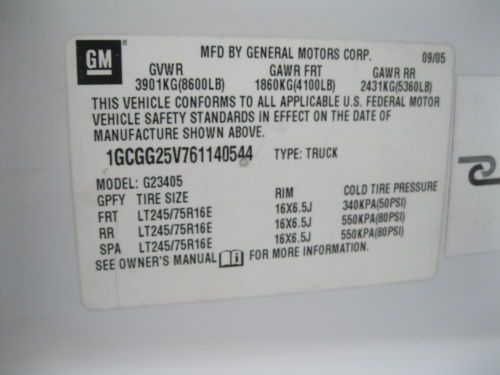 GM
MFD BY GENERAL MOTORS CORP. 09/05
GVWR GAWR FRT GAWR RR
3901KG(8600LB) 1860KG(4100LB) 2431KG(5360LB)
THIS VEHICLE CONFORMS TO ALL APPLICABLE U.S. FEDERAL MOTOR
VEHICLE SAFETY STANDARDS IN EFFECT ON THE DATE OF
MANUFACTURE SHOWN ABOVE.
1GCGG25V761140544 TYPE: TRUCK
MODEL: G23405
GPFY TIRE SIZE RIM COLD TIRE PRESSURE
FRT LT245/75R16E 16X6.5J 340KPA(50PSI)
RR LT245/75R16E 16X6.5J 550KPA(80PSI)
SPA LT245/75R16E 16X6.5J 550KPA(80PSI)
SEE OWNER'S MANUAL FOR MORE INFORMATION.